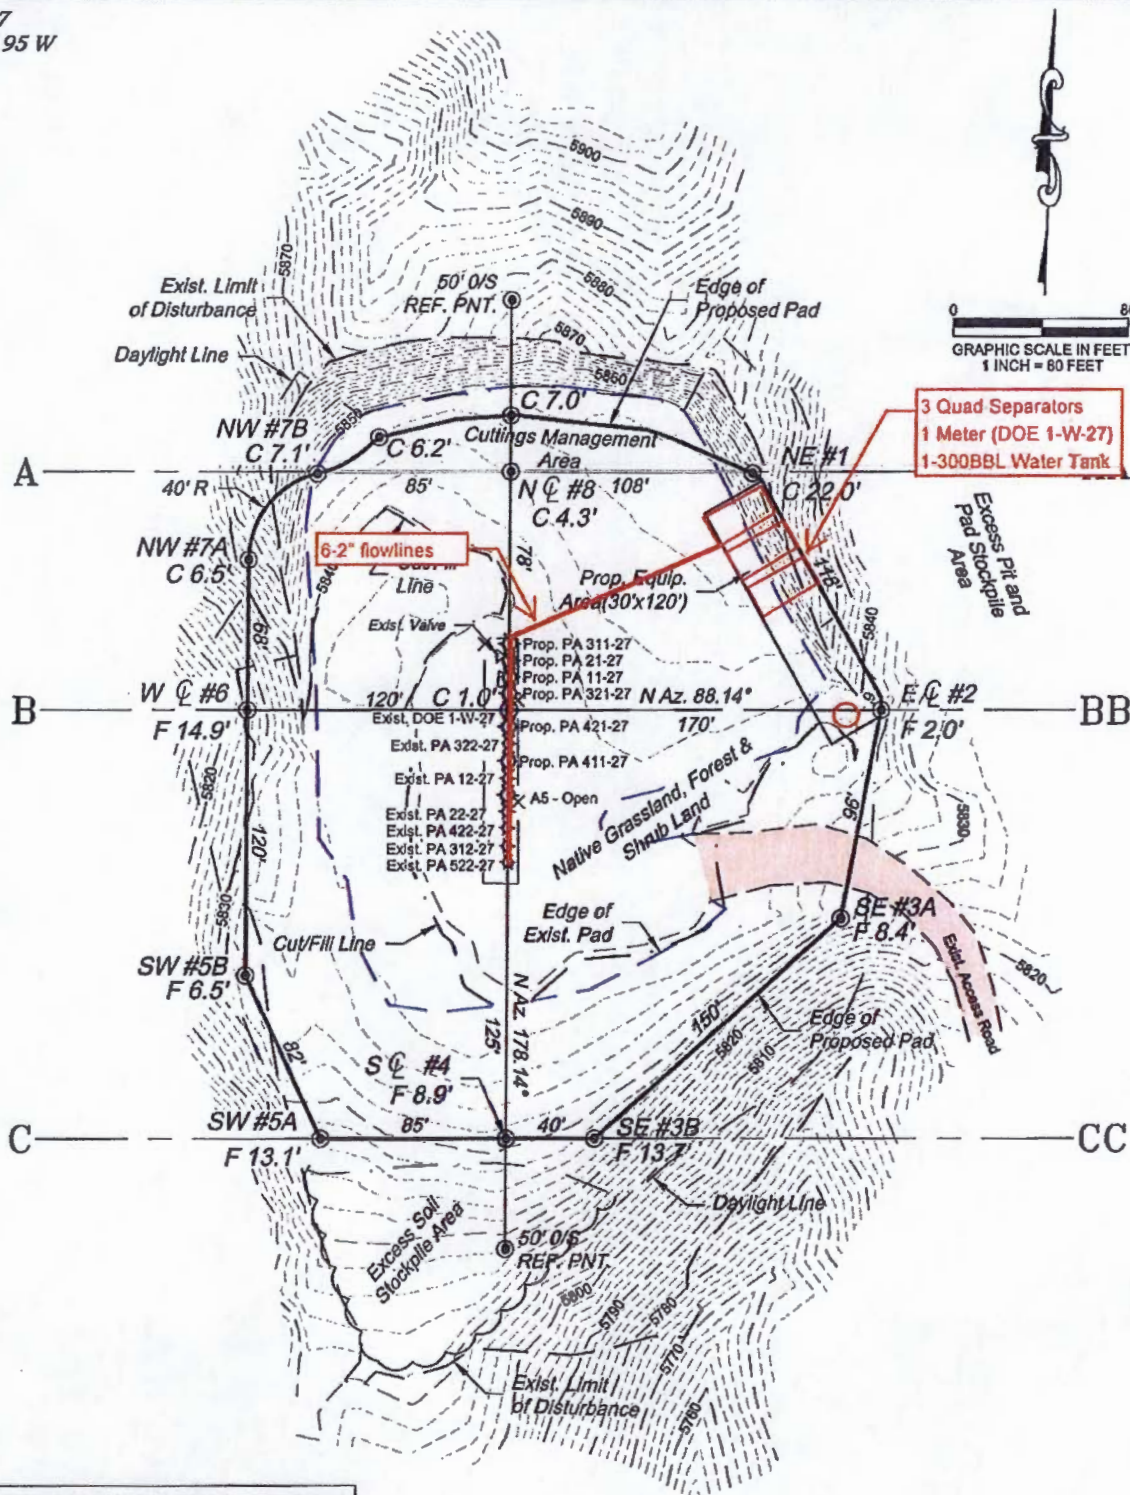 7
95 W
5900
5890
5880
5870
5870
5860
5850
Exist. Limit
of Disturbance
50' O/S
REF. PNT.
Edge of
Proposed Pad
0
GRAPHIC SCALE IN FEET
1 INCH = 80 FEET
Daylight Line
3 Quad Separators
1 Meter (DOE 1-W-27)
1-300BBL Water Tank
NW #7B
C 7.1'
C 7.0'
C 6.2'
Cuttings Management
Area
A
NE #1
C 22.0'
40' R
85'
N ℄ #8
C 4.3'
108'
Excess Pit and
Pad Stockpile
Area
NW #7A
C 6.5'
6-2" flowlines
Line
5840
78'
Prop. Equip.
Area(30'x120')
116'
5840
68'
Exist. Valve
Prop. PA 311-27
Prop. PA 21-27
Prop. PA 11-27
Prop. PA 321-27
B
W ℄ #6
F 14.9'
120'
C 1.0'
N Az. 88.14°
170'
E ℄ #2
F 2.0'
BB
Exist. DOE 1-W-27
Prop. PA 421-27
Exist. PA 322-27
Prop. PA 411-27
Exist. PA 12-27
A5 - Open
Exist. PA 22-27
Exist. PA 422-27
Exist. PA 312-27
Exist. PA 522-27
Native Grassland, Forest &
Shrub Land
96'
5830
5820
120'
5830
Edge of
Exist. Pad
SE #3A
F 8.4'
Exist. Access Road
5820
Cut/Fill Line
SW #5B
F 6.5'
N Az. 178.14°
125'
150'
Edge of
Proposed Pad
5820
5810
82'
S ℄ #4
F 8.9'
SW #5A
F 13.1'
85'
40'
SE #3B
F 13.7'
C
CC
Daylight Line
Excess Soil
Stockpile Area
50' O/S
REF. PNT.
5800
5790
5780
5770
5760
Exist. Limit
of Disturbance